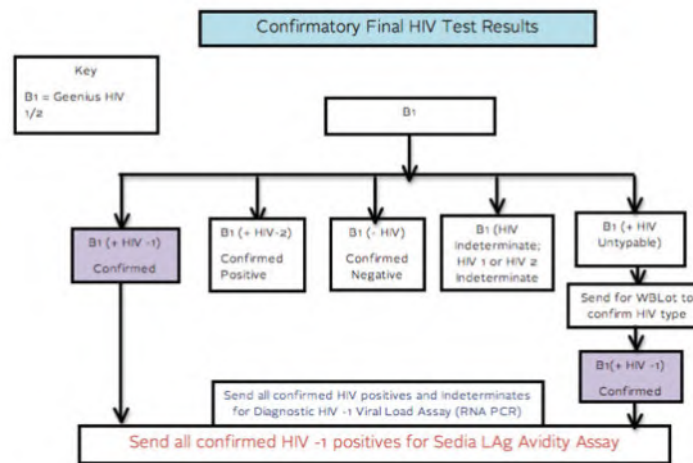 Confirmatory Final HIV Test Results
Key
B1 = Geenius HIV
1/2
B1
B1 (+ HIV -1)
Confirmed
B1 (+ HIV-2)
Confirmed
Positive
B1 (- HIV)
Confirmed
Negative
B1 (HIV
Indeterminate;
HIV 1 or HIV 2
Indeterminate
B1 (+ HIV
Untypable)
Send for WBLot to
confirm HIV type
B1(+ HIV -1)
Confirmed
Send all confirmed HIV positives and Indeterminates
for Diagnostic HIV -1 Viral Load Assay (RNA PCR)
Send all confirmed HIV -1 positives for Sedia LAg Avidity Assay